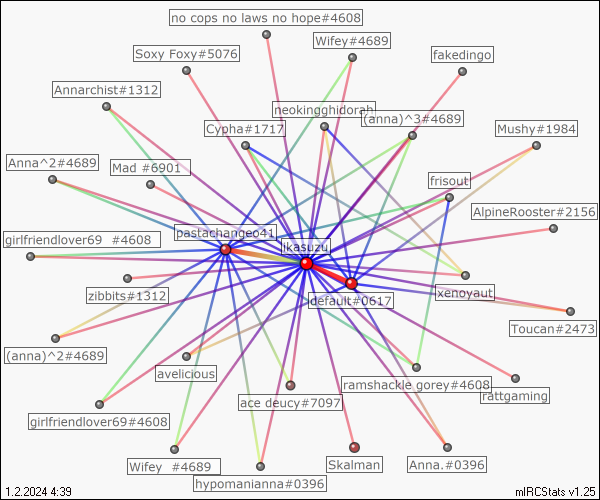 no cops no laws no hope#4608
Wifey#4689
Soxy Foxy#5076
fakedingo
Annarchist#1312
neokingghidorah
(anna)^3#4689
Cypha#1717
Mushy#1984
Anna^2#4689
Mad #6901
frisout
AlpineRooster#2156
pastachangeo41
girlfriendlover69 #4608
ikasuzu
zibbits#1312
default#0617
xenoyaut
Toucan#2473
(anna)^2#4689
avelicious
ramshackle gorey#4608
rattgaming
ace deucy#7097
girlfriendlover69#4608
Wifey #4689
Skalman
Anna.#0396
hypomanianna#0396
1.2.2024 4:39
mIRCStats v1.25